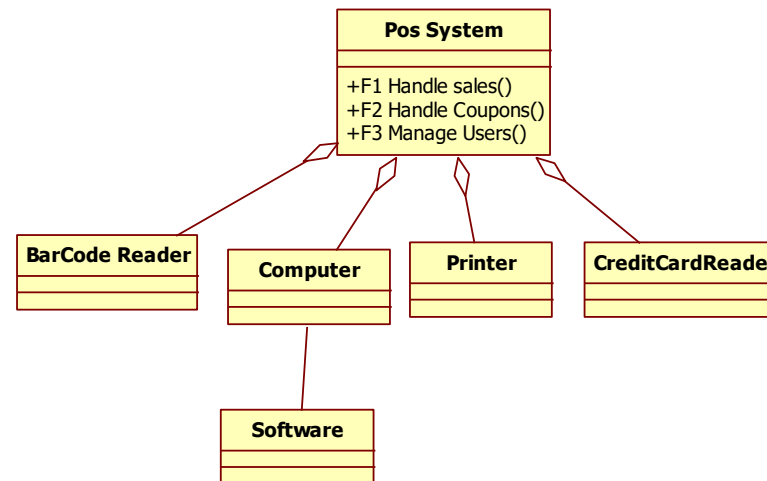 Pos System
+F1 Handle sales()
+F2 Handle Coupons()
+F3 Manage Users()
BarCode Reader
Computer
Printer
CreditCardReade
Software